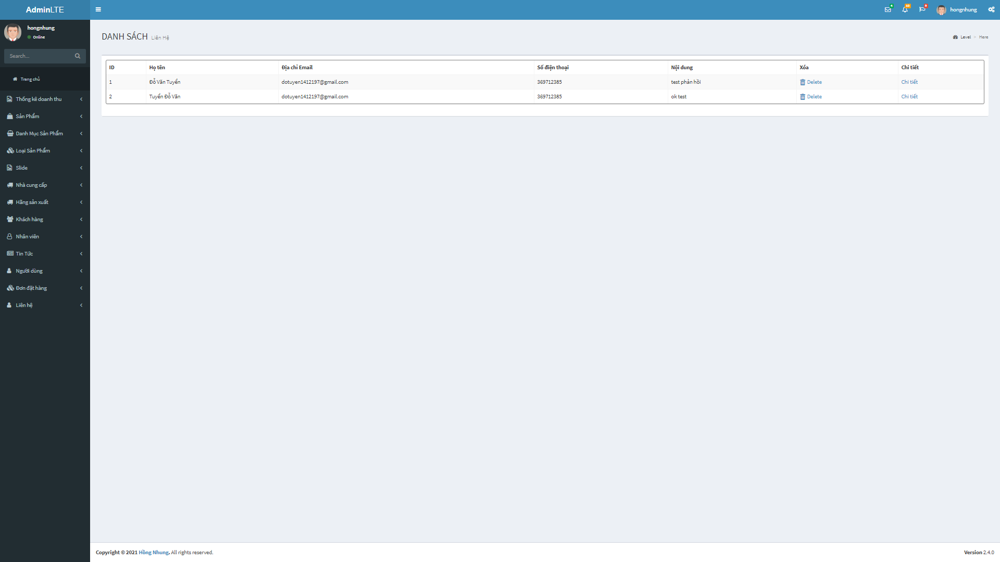 AdminLTE
4
10
9
hongnhung
hongnhung
Online
Search...
Trang chủ
Thống kê doanh thu
Sản Phẩm
Danh Mục Sản Phẩm
Loại Sản Phẩm
Slide
Nhà cung cấp
Hãng sản xuất
Khách hàng
Nhân viên
Tin Tức
Người dùng
Đơn đặt hàng
Liên hệ
DANH SÁCH Liên Hệ
Level > Here
ID Họ tên Địa chỉ Email Số điện thoại Nội dung Xóa Chi tiết
1 Đỗ Văn Tuyển dotuyen1412197@gmail.com 369712385 test phản hồi Delete Chi tiết
2 Tuyển Đỗ Văn dotuyen1412197@gmail.com 369712385 ok test Delete Chi tiết
Copyright © 2021 Hồng Nhung. All rights reserved.
Version 2.4.0